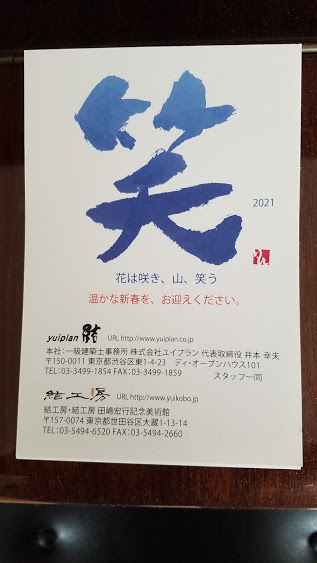 笑
2021
花は咲き、山、笑う
温かな新春を、お迎えください。
yuiplan 結 URL http://www.yuiplan.co.jp
本社：一級建築士事務所 株式会社ユイプラン 代表取締役 井本 幸夫
〒150-0011 東京都渋谷区東1-4-23 ディ・オープンハウス101
TEL：03-3499-1854 FAX：03-3499-1859 スタッフ一同
結工房 URL http://www.yuikobo.jp
結工房・結工房 田嶋宏行記念美術館
〒157-0074 東京都世田谷区大蔵1-13-14
TEL：03-5494-6520 FAX：03-5494-2660